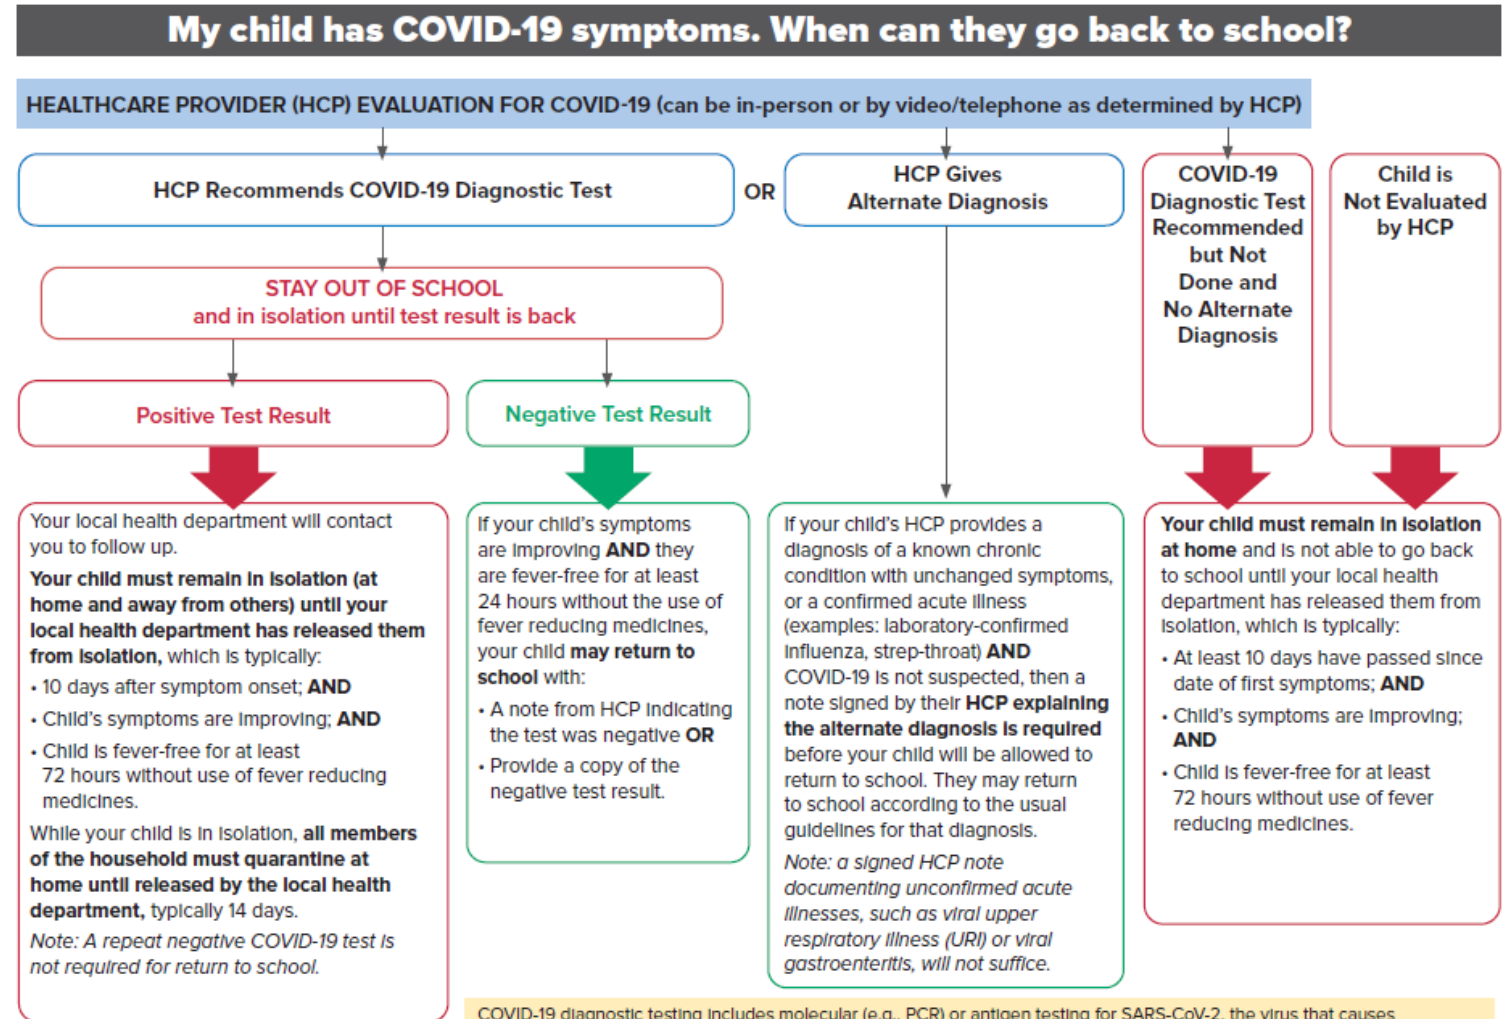 My child has COVID-19 symptoms. When can they go back to school?
HEALTHCARE PROVIDER (HCP) EVALUATION FOR COVID-19 (can be in-person or by video/telephone as determined by HCP)
HCP Recommends COVID-19 Diagnostic Test
OR
HCP Gives
Alternate Diagnosis
COVID-19
Diagnostic Test
Recommended
but Not
Done and
No Alternate
Diagnosis
Child is
Not Evaluated
by HCP
STAY OUT OF SCHOOL
and in isolation until test result is back
Positive Test Result
Negative Test Result
Your local health department will contact
you to follow up.
Your child must remain in isolation (at
home and away from others) until your
local health department has released them
from isolation, which is typically:
• 10 days after symptom onset; AND
• Child's symptoms are improving; AND
• Child is fever-free for at least
72 hours without use of fever reducing
medicines.
While your child is in isolation, all members
of the household must quarantine at
home until released by the local health
department, typically 14 days.
Note: A repeat negative COVID-19 test is
not required for return to school.
If your child's symptoms
are improving AND they
are fever-free for at least
24 hours without the use of
fever reducing medicines,
your child may return to
school with:
• A note from HCP indicating
the test was negative OR
• Provide a copy of the
negative test result.
If your child's HCP provides a
diagnosis of a known chronic
condition with unchanged symptoms,
or a confirmed acute illness
(examples: laboratory-confirmed
influenza, strep-throat) AND
COVID-19 is not suspected, then a
note signed by their HCP explaining
the alternate diagnosis is required
before your child will be allowed to
return to school. They may return
to school according to the usual
guidelines for that diagnosis.
Note: a signed HCP note
documenting unconfirmed acute
illnesses, such as viral upper
respiratory illness (URI) or viral
gastroenteritis, will not suffice.
Your child must remain in isolation
at home and is not able to go back
to school until your local health
department has released them from
isolation, which is typically:
• At least 10 days have passed since
date of first symptoms; AND
• Child's symptoms are improving;
AND
• Child is fever-free for at least
72 hours without use of fever
reducing medicines.
COVID-19 diagnostic testing includes molecular (e.g., PCR) or antigen testing for SARS-CoV-2, the virus that causes